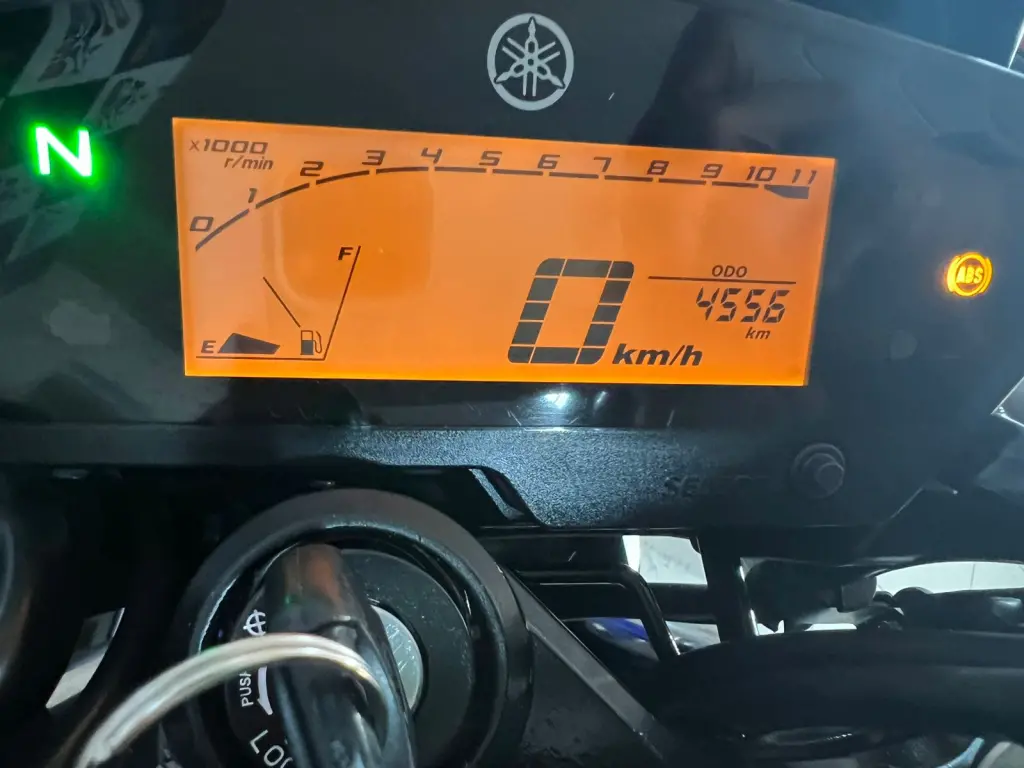 N
x1000
r/min
0 1 2 3 4 5 6 7 8 9 10 11
F
E
ABS
ODO
4556
km
0 km/h
PUSH